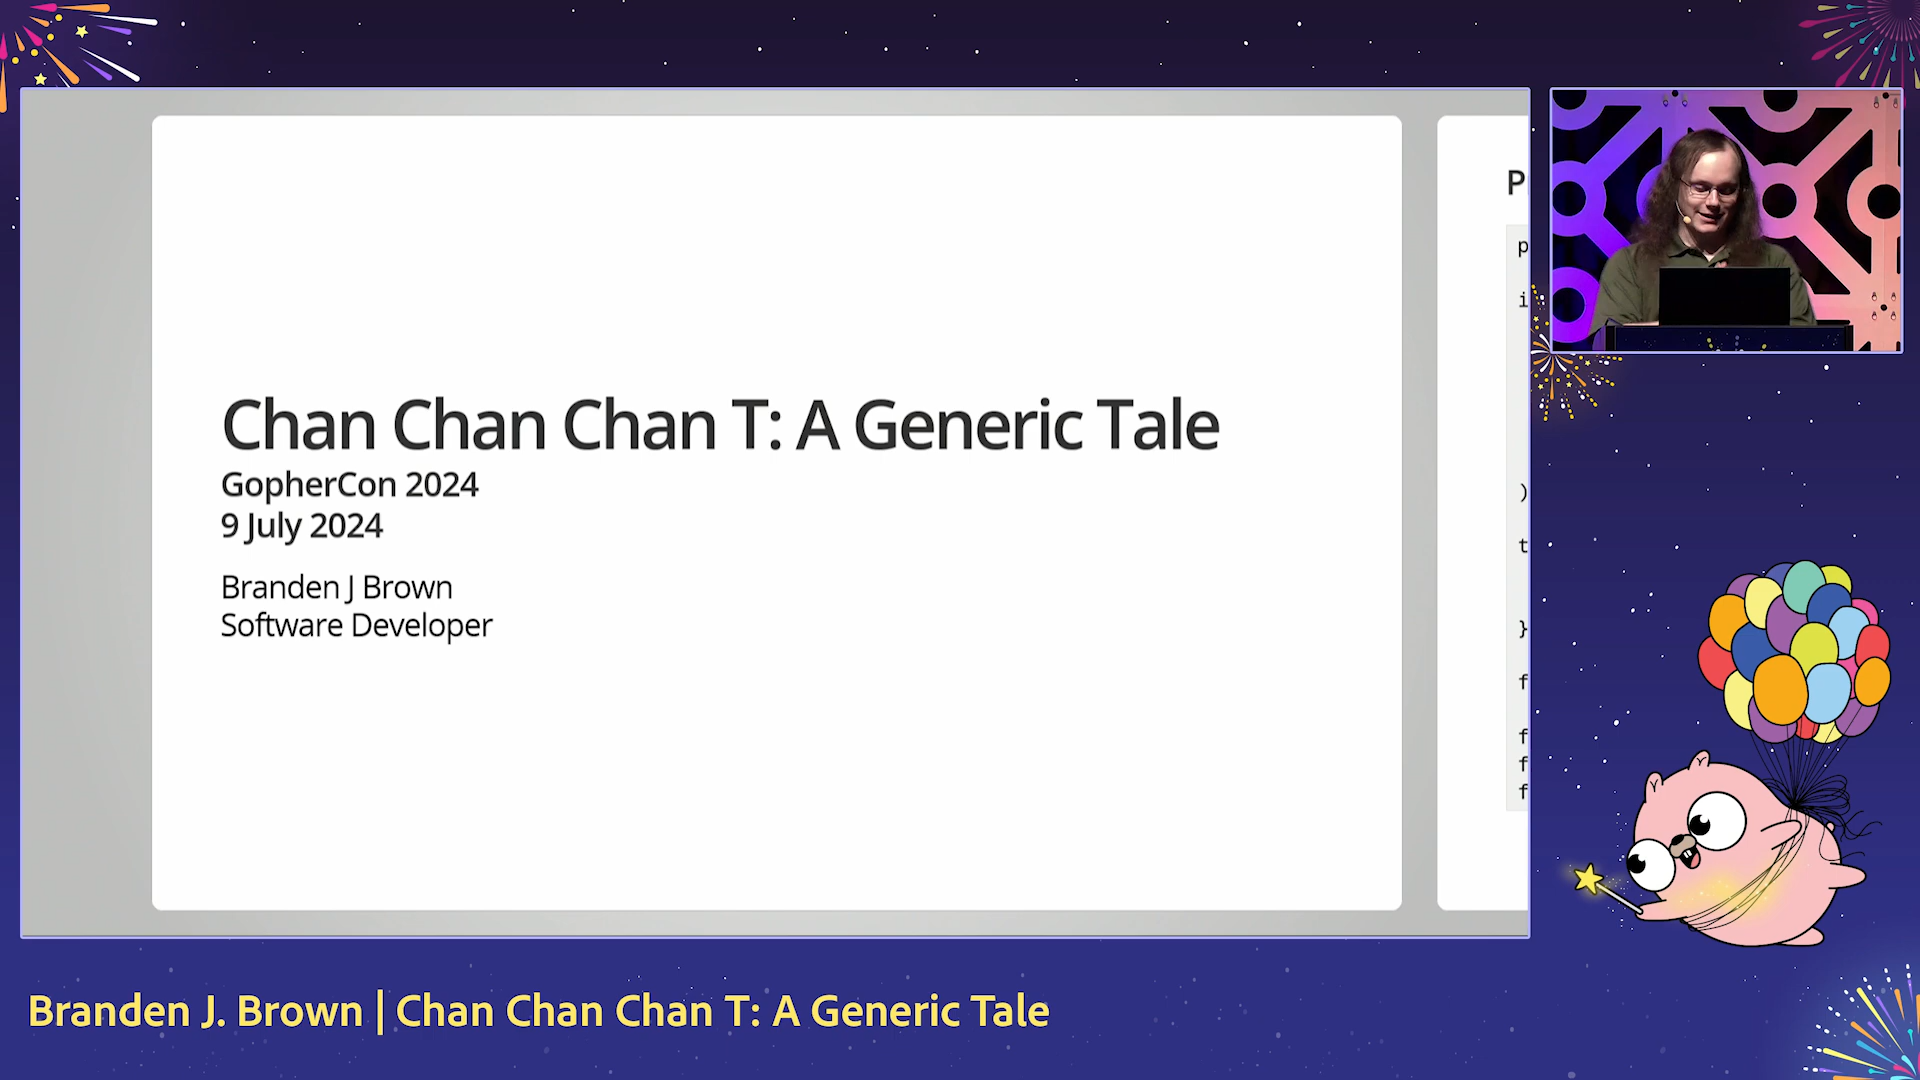 Chan Chan Chan T: A Generic Tale
GopherCon 2024
9 July 2024
Branden J Brown
Software Developer
P
p
i
)
t
}
f
f
f
f
Branden J. Brown | Chan Chan Chan T: A Generic Tale